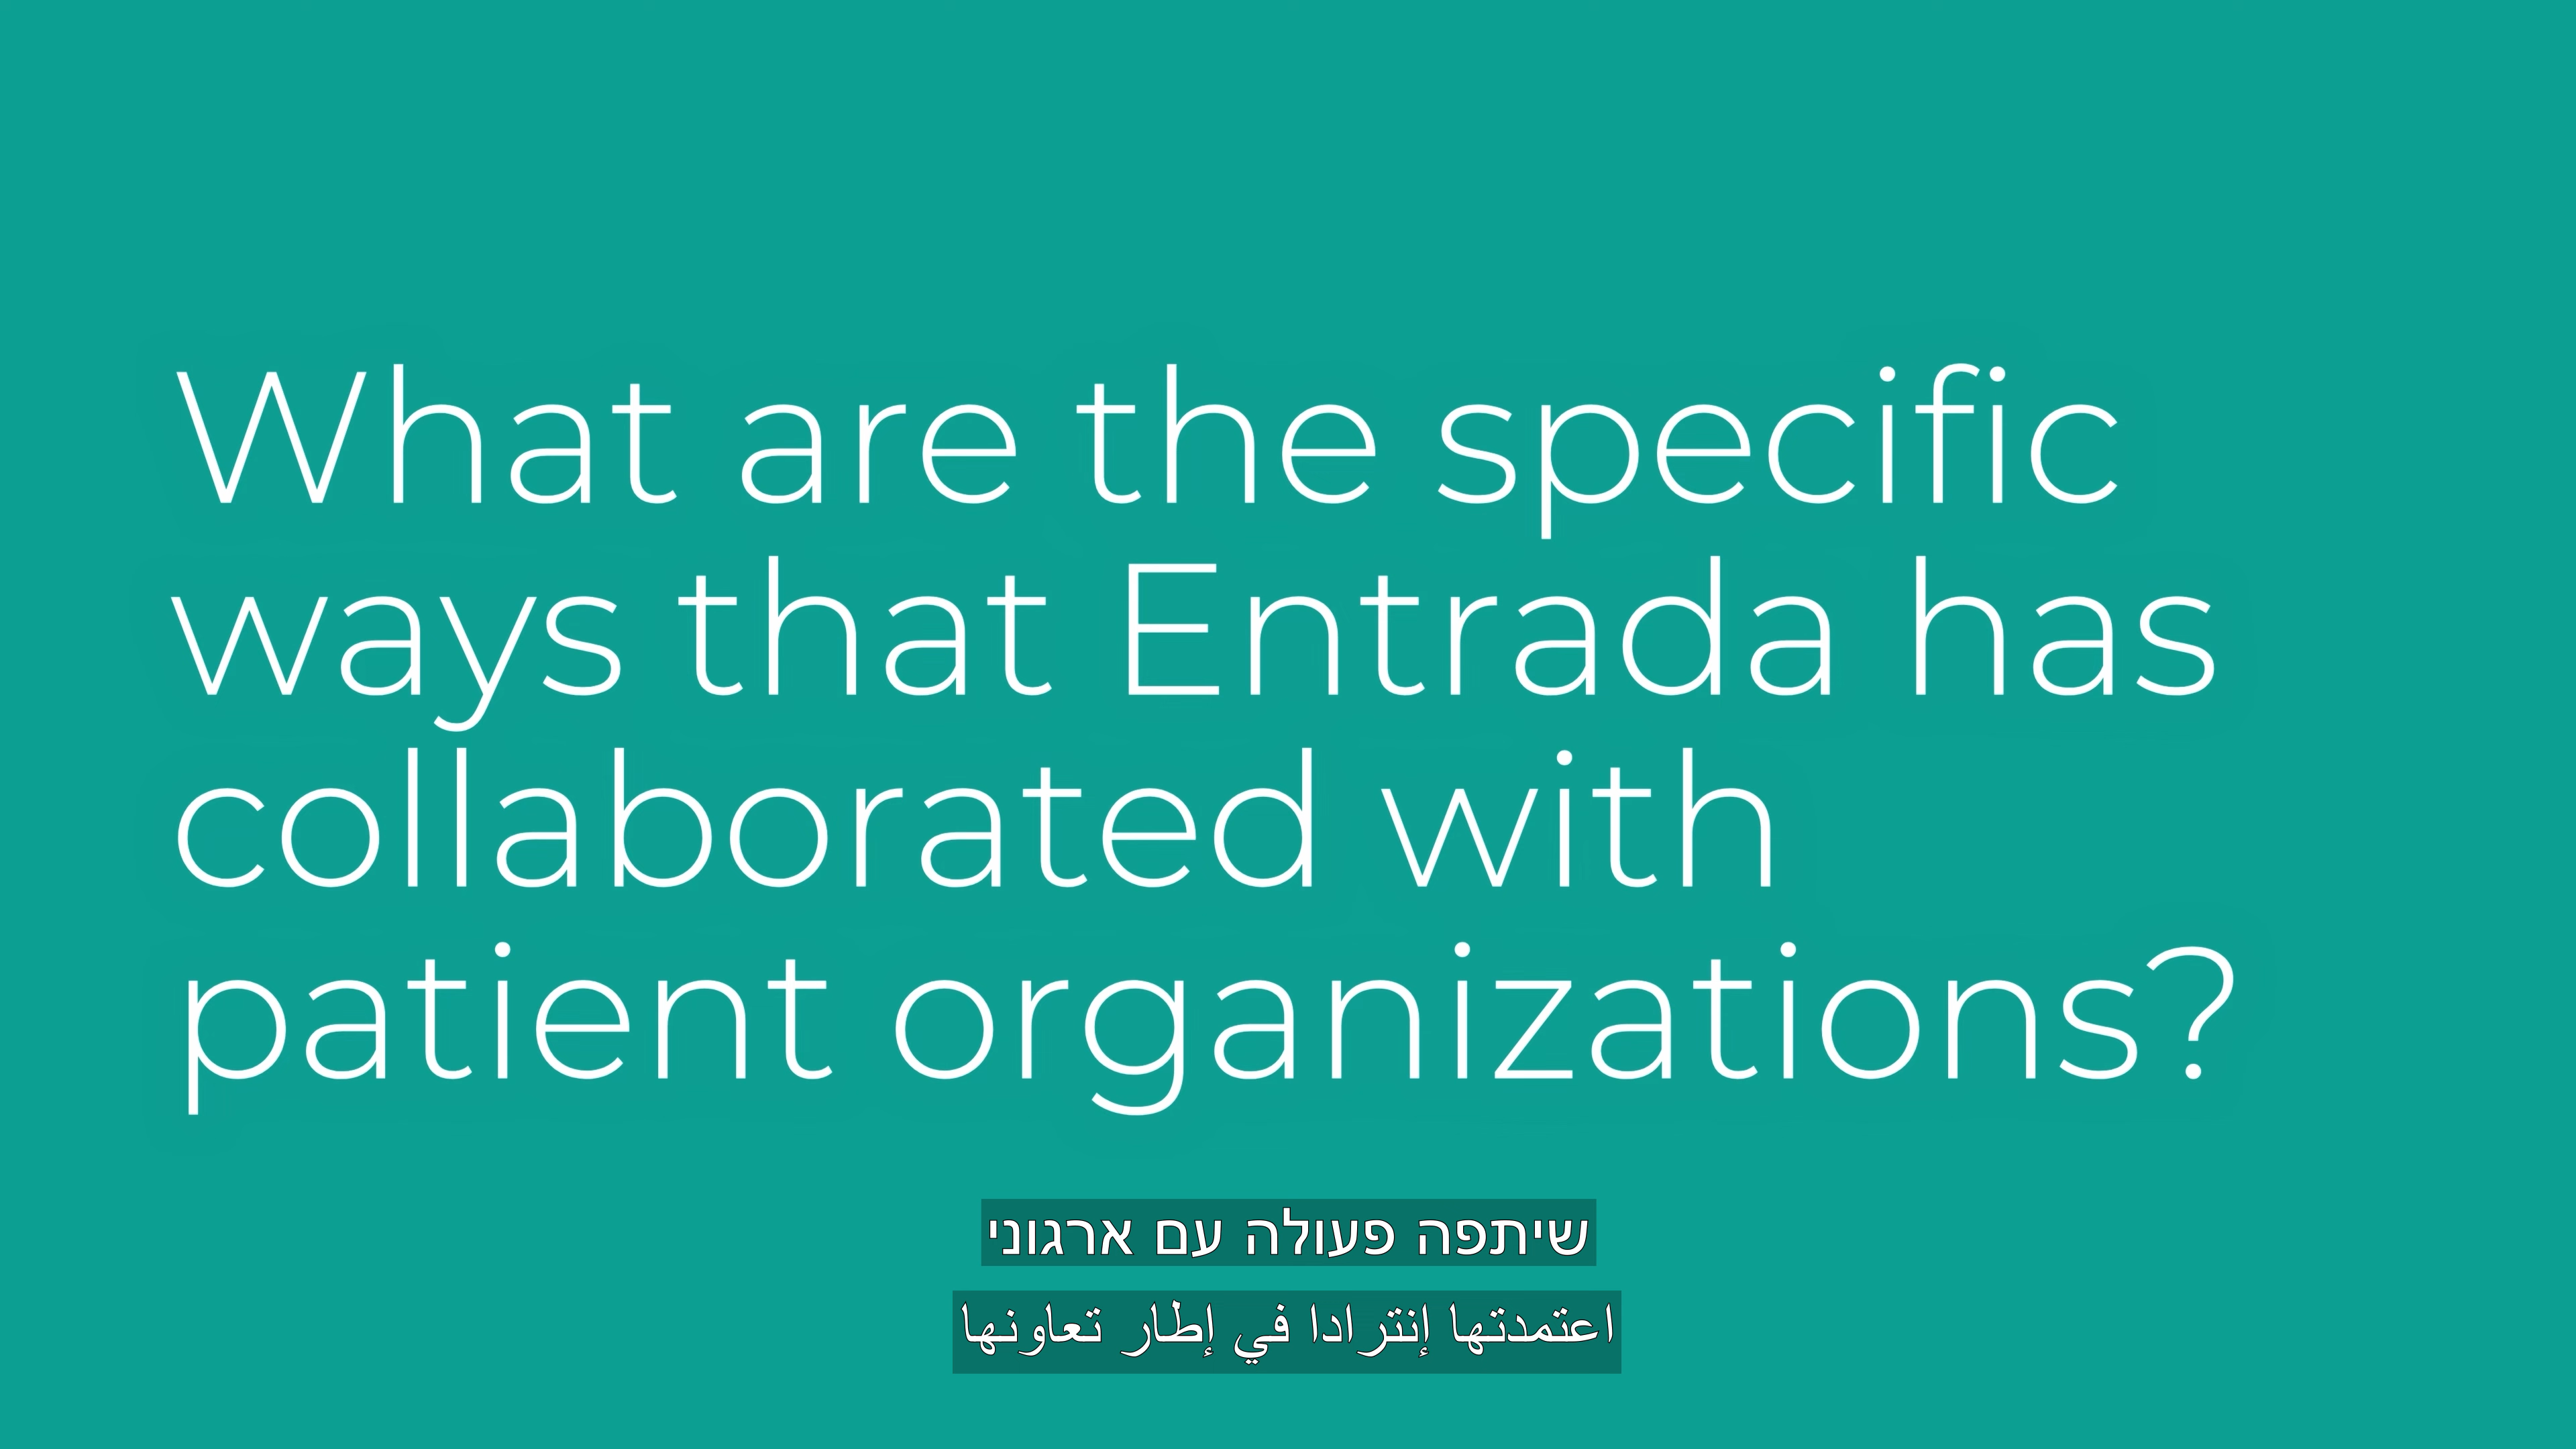 What are the specific
ways that Entrada has
collaborated with
patient organizations?
שיתפה פעולה עם ארגוני
اعتمدتها إنترادا في إطار تعاونها